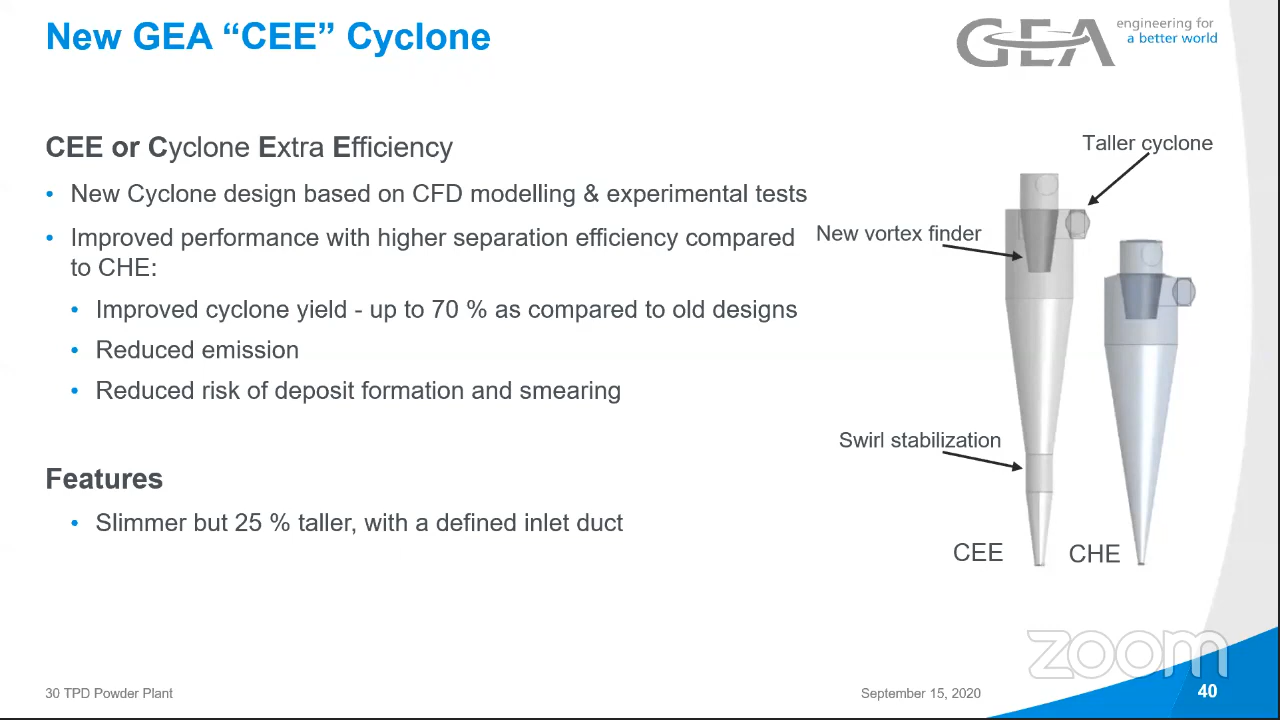 New GEA “CEE” Cyclone
GEA
engineering for
a better world
CEE or Cyclone Extra Efficiency
• New Cyclone design based on CFD modelling & experimental tests
• Improved performance with higher separation efficiency compared
to CHE:
• Improved cyclone yield - up to 70 % as compared to old designs
• Reduced emission
• Reduced risk of deposit formation and smearing
Features
• Slimmer but 25 % taller, with a defined inlet duct
Taller cyclone
New vortex finder
Swirl stabilization
CEE
CHE
zoom
30 TPD Powder Plant
September 15, 2020
40